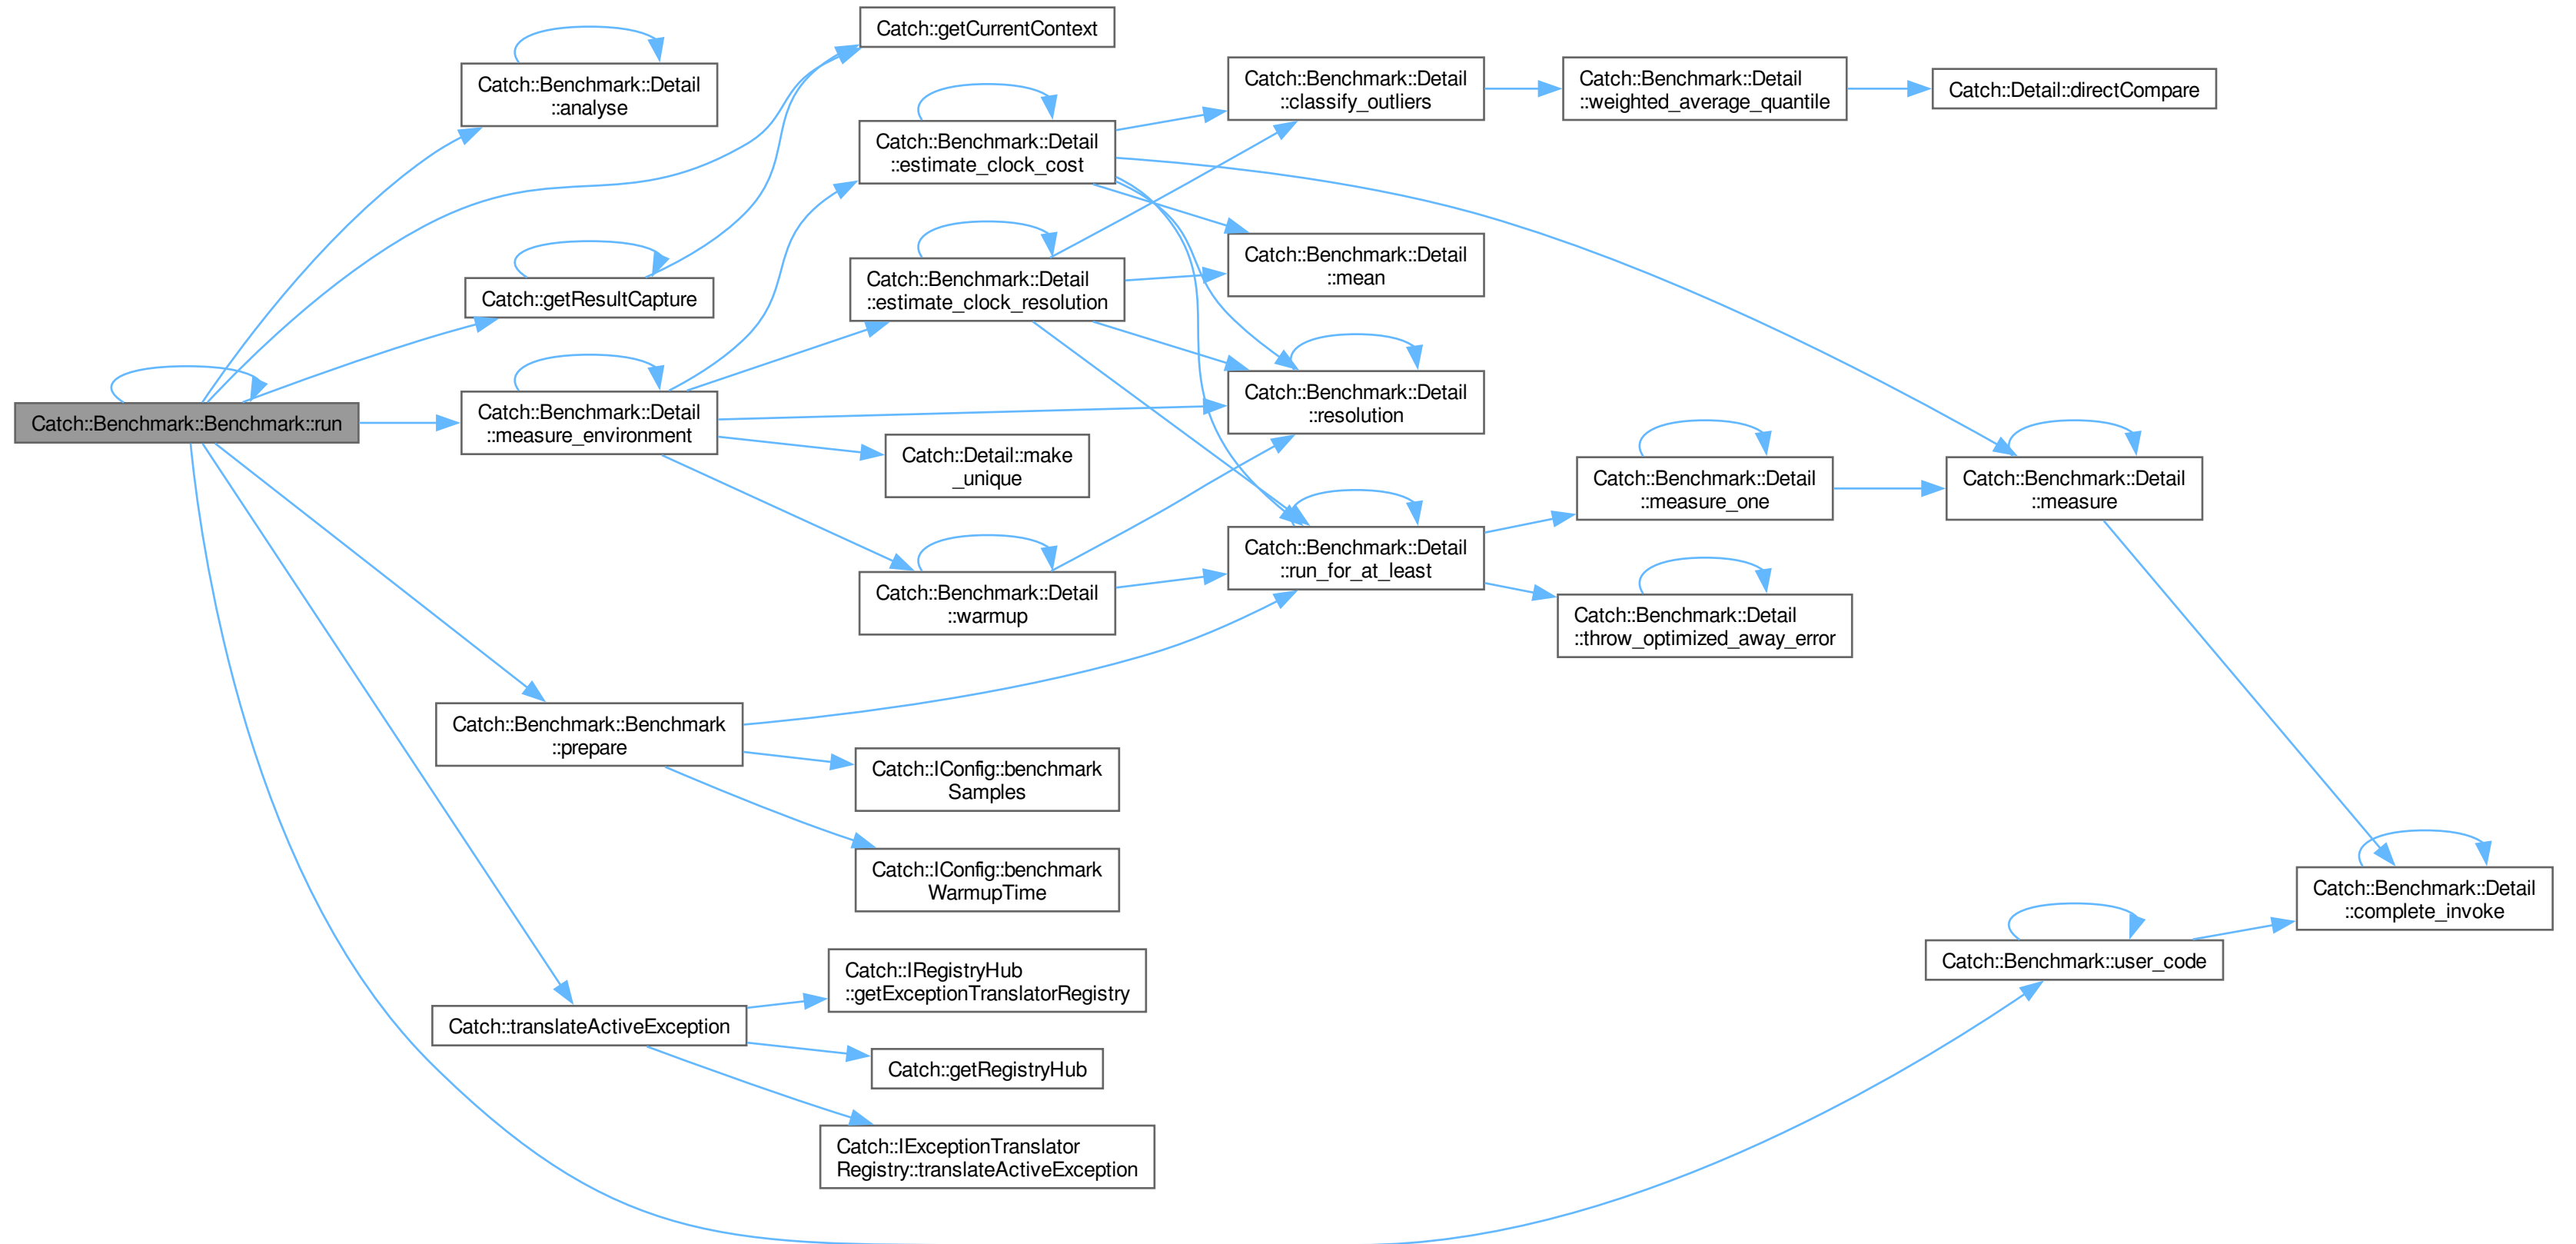 Catch::Benchmark::Benchmark::run
Catch::Benchmark::Detail
::analyse
Catch::getCurrentContext
Catch::getResultCapture
Catch::Benchmark::Detail
::measure_environment
Catch::Benchmark::Detail
::estimate_clock_cost
Catch::Benchmark::Detail
::classify_outliers
Catch::Benchmark::Detail
::weighted_average_quantile
Catch::Detail::directCompare
Catch::Benchmark::Detail
::mean
Catch::Benchmark::Detail
::estimate_clock_resolution
Catch::Benchmark::Detail
::resolution
Catch::Detail::make
_unique
Catch::Benchmark::Detail
::warmup
Catch::Benchmark::Detail
::run_for_at_least
Catch::Benchmark::Detail
::measure_one
Catch::Benchmark::Detail
::measure
Catch::Benchmark::Detail
::throw_optimized_away_error
Catch::Benchmark::Benchmark
::prepare
Catch::IConfig::benchmark
Samples
Catch::IConfig::benchmark
WarmupTime
Catch::Benchmark::Detail
::complete_invoke
Catch::Benchmark::user_code
Catch::translateActiveException
Catch::IRegistryHub
::getExceptionTranslatorRegistry
Catch::getRegistryHub
Catch::IExceptionTranslator
Registry::translateActiveException